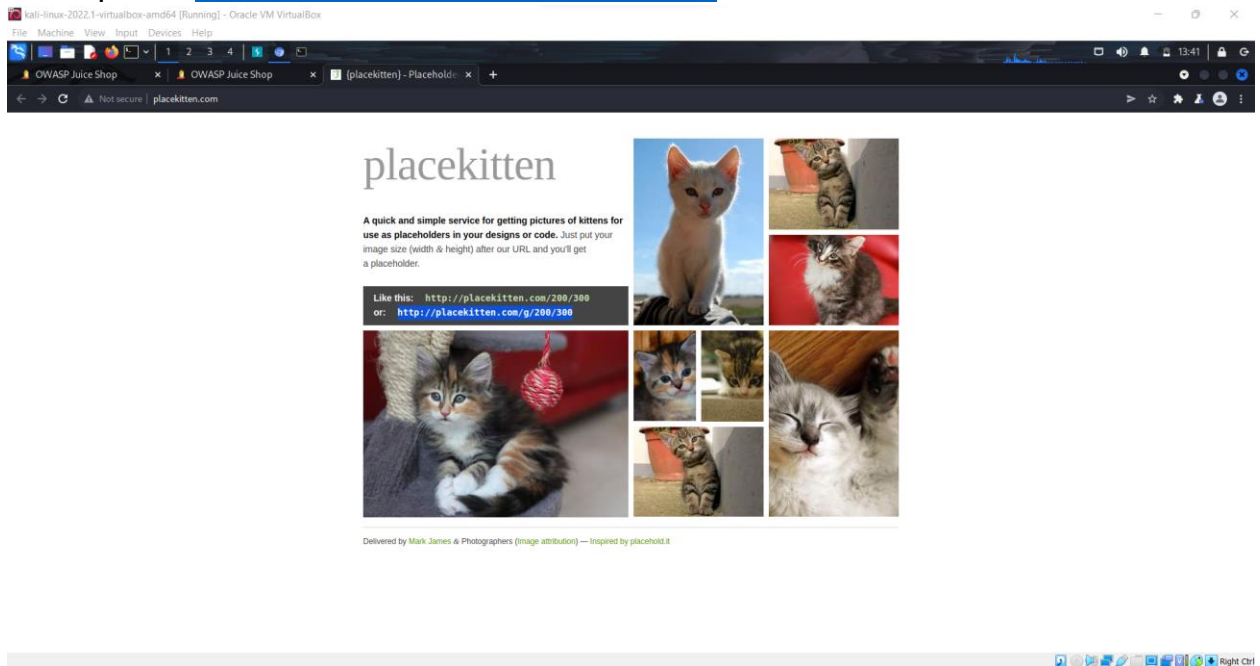 kali-linux-2022.1-virtualbox-amd64 [Running] - Oracle VM VirtualBox
File Machine View Input Devices Help
1 2 3 4
13:41
OWASP Juice Shop
OWASP Juice Shop
{placekitten} - Placeholde
Not secure | placekitten.com
placekitten
A quick and simple service for getting pictures of kittens for
use as placeholders in your designs or code. Just put your
image size (width & height) after our URL and you'll get
a placeholder.
Like this: http://placekitten.com/200/300
or: http://placekitten.com/g/200/300
Delivered by Mark James & Photographers (Image attribution) — Inspired by placehold.it
Right Ctrl